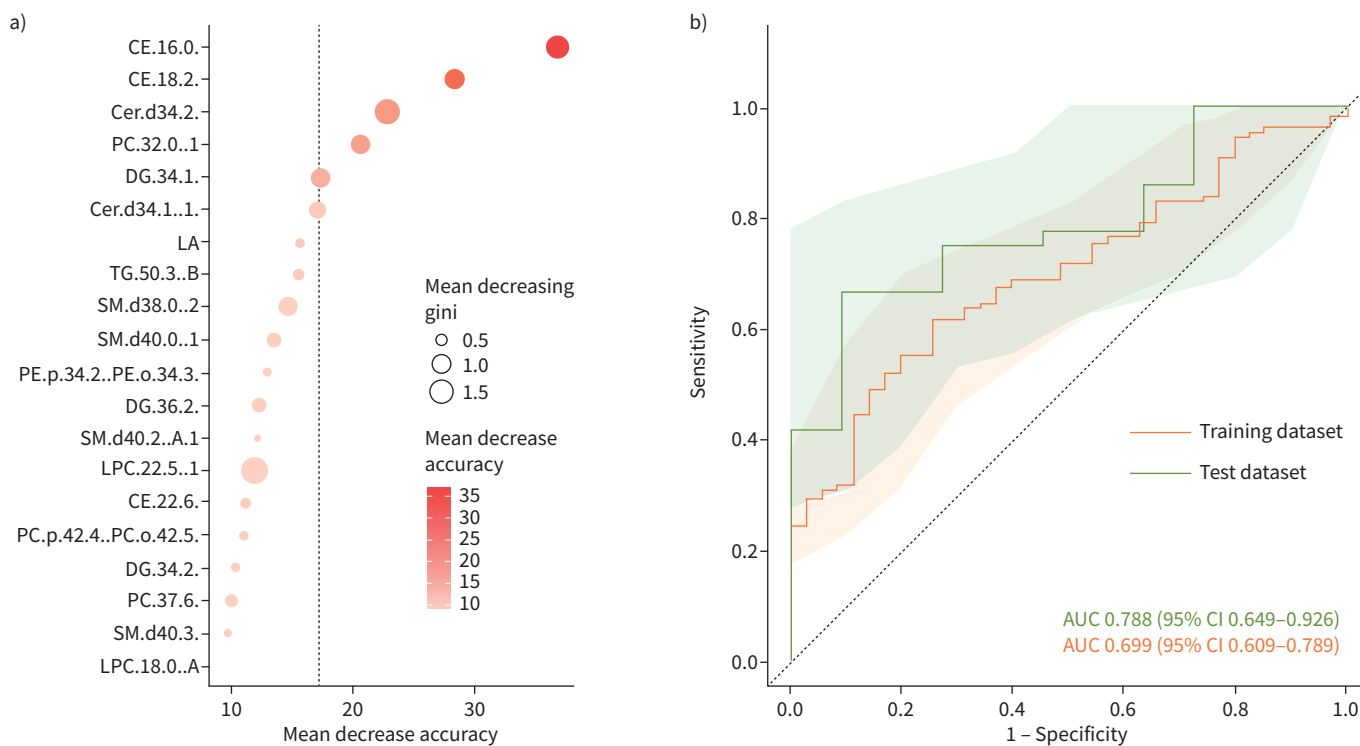 a)
CE.16.0.
CE.18.2.
Cer.d34.2.
PC.32.0..1
DG.34.1.
Cer.d34.1..1.
LA
TG.50.3..B
SM.d38.0..2
SM.d40.0..1
PE.p.34.2..PE.o.34.3.
DG.36.2.
SM.d40.2..A.1
LPC.22.5..1
CE.22.6.
PC.p.42.4..PC.o.42.5.
DG.34.2.
PC.37.6.
SM.d40.3.
LPC.18.0..A
10
20
30
Mean decrease accuracy
Mean decreasing
gini
0.5
1.0
1.5
Mean decrease
accuracy
35
30
25
20
15
10
b)
1.0
0.8
0.6
0.4
0.2
0.0
Sensitivity
Training dataset
Test dataset
AUC 0.788 (95% CI 0.649–0.926)
AUC 0.699 (95% CI 0.609–0.789)
0.0
0.2
0.4
0.6
0.8
1.0
1 – Specificity